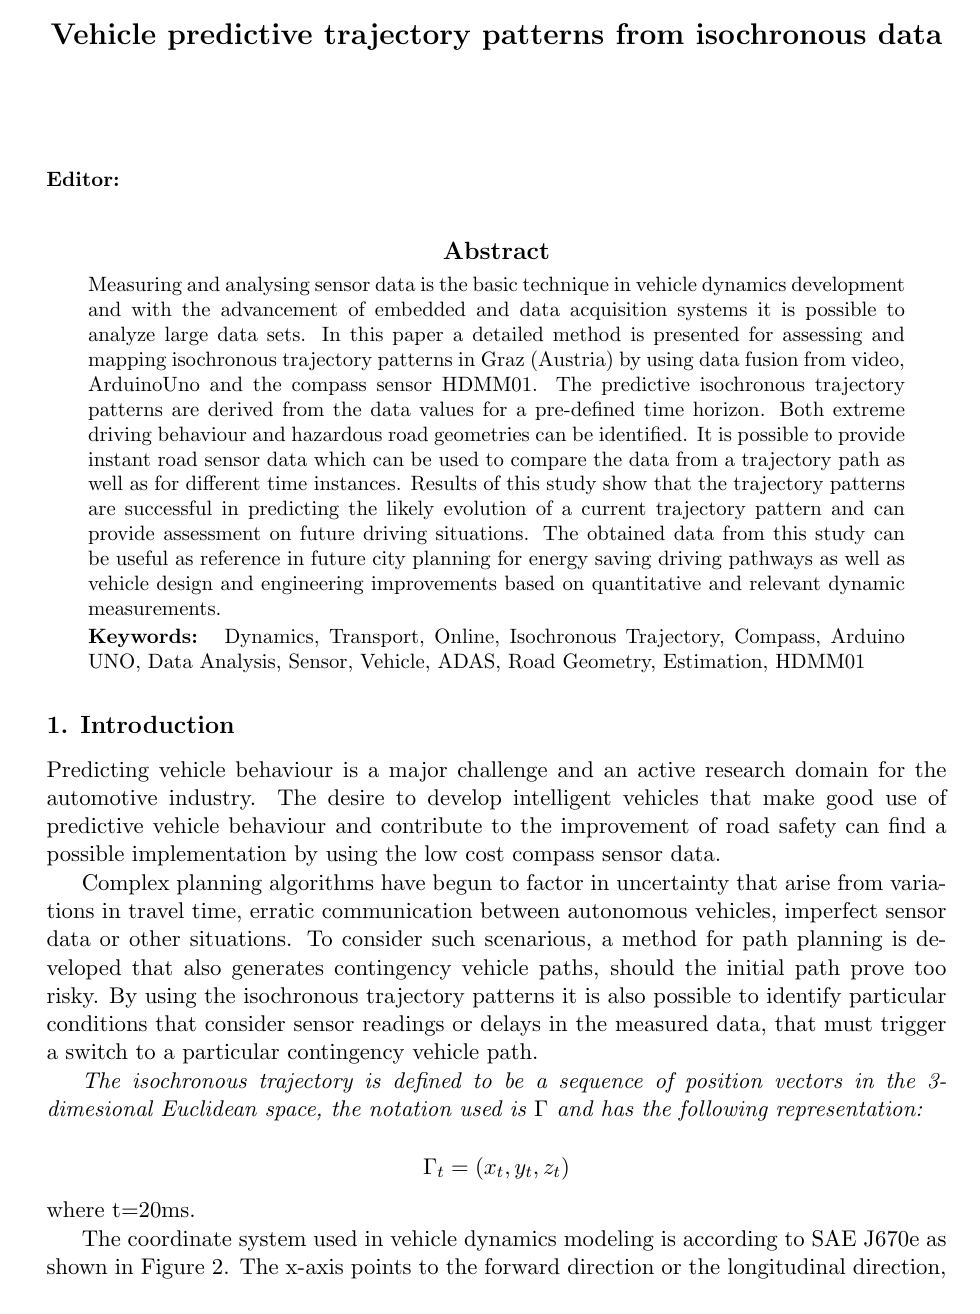 Vehicle predictive trajectory patterns from isochronous data
Editor:
Abstract
Measuring and analysing sensor data is the basic technique in vehicle dynamics development
and with the advancement of embedded and data acquisition systems it is possible to
analyze large data sets. In this paper a detailed method is presented for assessing and
mapping isochronous trajectory patterns in Graz (Austria) by using data fusion from video,
ArduinoUno and the compass sensor HDMM01. The predictive isochronous trajectory
patterns are derived from the data values for a pre-defined time horizon. Both extreme
driving behaviour and hazardous road geometries can be identified. It is possible to provide
instant road sensor data which can be used to compare the data from a trajectory path as
well as for different time instances. Results of this study show that the trajectory patterns
are successful in predicting the likely evolution of a current trajectory pattern and can
provide assessment on future driving situations. The obtained data from this study can
be useful as reference in future city planning for energy saving driving pathways as well as
vehicle design and engineering improvements based on quantitative and relevant dynamic
measurements.
Keywords: Dynamics, Transport, Online, Isochronous Trajectory, Compass, Arduino
UNO, Data Analysis, Sensor, Vehicle, ADAS, Road Geometry, Estimation, HDMM01
1. Introduction
Predicting vehicle behaviour is a major challenge and an active research domain for the
automotive industry. The desire to develop intelligent vehicles that make good use of
predictive vehicle behaviour and contribute to the improvement of road safety can find a
possible implementation by using the low cost compass sensor data.
Complex planning algorithms have begun to factor in uncertainty that arise from varia-
tions in travel time, erratic communication between autonomous vehicles, imperfect sensor
data or other situations. To consider such scenarious, a method for path planning is de-
veloped that also generates contingency vehicle paths, should the initial path prove too
risky. By using the isochronous trajectory patterns it is also possible to identify particular
conditions that consider sensor readings or delays in the measured data, that must trigger
a switch to a particular contingency vehicle path.
The isochronous trajectory is defined to be a sequence of position vectors in the 3-
dimesional Euclidean space, the notation used is Γ and has the following representation:
Γt = (xt, yt, zt)
where t=20ms.
The coordinate system used in vehicle dynamics modeling is according to SAE J670e as
shown in Figure 2. The x-axis points to the forward direction or the longitudinal direction,